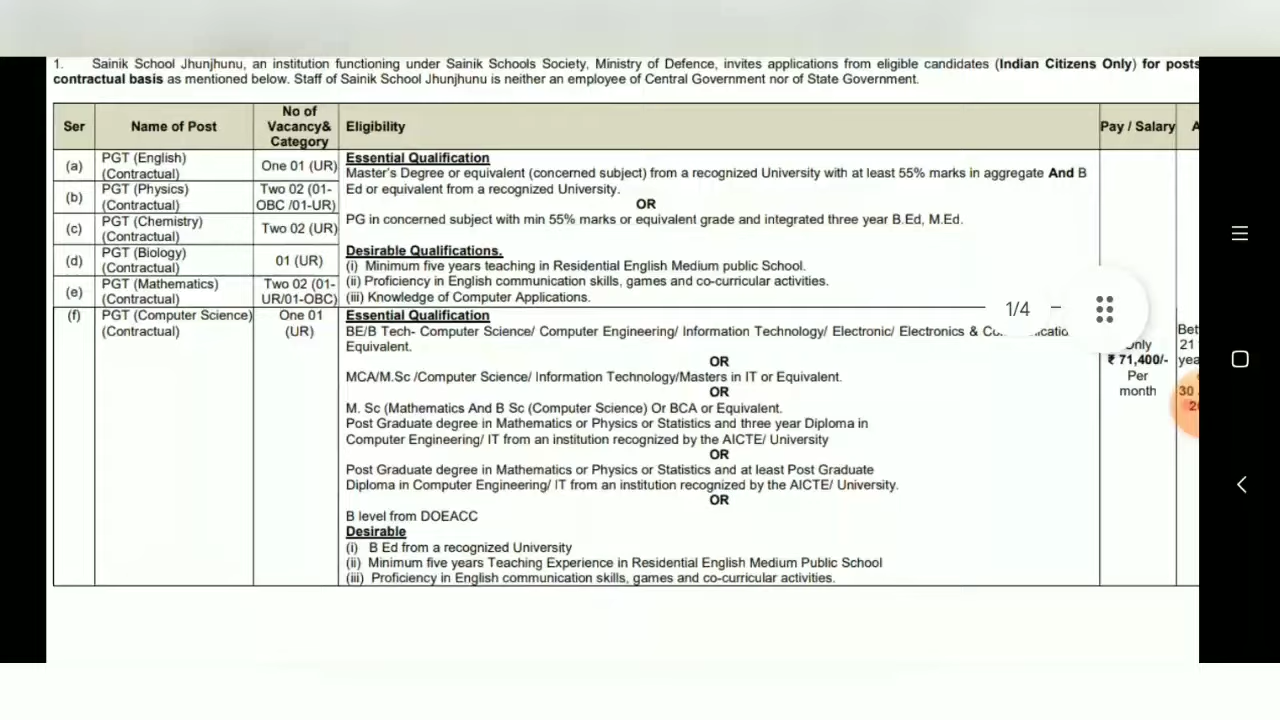 1. Sainik School Jhunjhunu, an institution functioning under Sainik Schools Society, Ministry of Defence, invites applications from eligible candidates (Indian Citizens Only) for posts
contractual basis as mentioned below. Staff of Sainik School Jhunjhunu is neither an employee of Central Government nor of State Government.
Ser
Name of Post
No of
Vacancy&
Category
Eligibility
Pay / Salary
(a)
PGT (English)
(Contractual)
One 01 (UR)
(b)
PGT (Physics)
(Contractual)
Two 02 (01-
OBC /01-UR)
(c)
PGT (Chemistry)
(Contractual)
Two 02 (UR)
(d)
PGT (Biology)
(Contractual)
01 (UR)
(e)
PGT (Mathematics)
(Contractual)
Two 02 (01-
UR/01-OBC)
Essential Qualification
Master's Degree or equivalent (concerned subject) from a recognized University with at least 55% marks in aggregate And B
Ed or equivalent from a recognized University.
OR
PG in concerned subject with min 55% marks or equivalent grade and integrated three year B.Ed, M.Ed.
Desirable Qualifications.
(i) Minimum five years teaching in Residential English Medium public School.
(ii) Proficiency in English communication skills, games and co-curricular activities.
(iii) Knowledge of Computer Applications.
1/4
(f)
PGT (Computer Science)
(Contractual)
One 01
(UR)
Essential Qualification
BE/B Tech- Computer Science/ Computer Engineering/ Information Technology/ Electronic/ Electronics &
Equivalent.
OR
MCA/M.Sc /Computer Science/ Information Technology/Masters in IT or Equivalent.
OR
M. Sc (Mathematics And B Sc (Computer Science) Or BCA or Equivalent.
Post Graduate degree in Mathematics or Physics or Statistics and three year Diploma in
Computer Engineering/ IT from an institution recognized by the AICTE/ University
OR
Post Graduate degree in Mathematics or Physics or Statistics and at least Post Graduate
Diploma in Computer Engineering/ IT from an institution recognized by the AICTE/ University.
OR
B level from DOEACC
Desirable
(i) B Ed from a recognized University
(ii) Minimum five years Teaching Experience in Residential English Medium Public School
(iii) Proficiency in English communication skills, games and co-curricular activities.
Only
₹ 71,400/-
Per
month
21
30